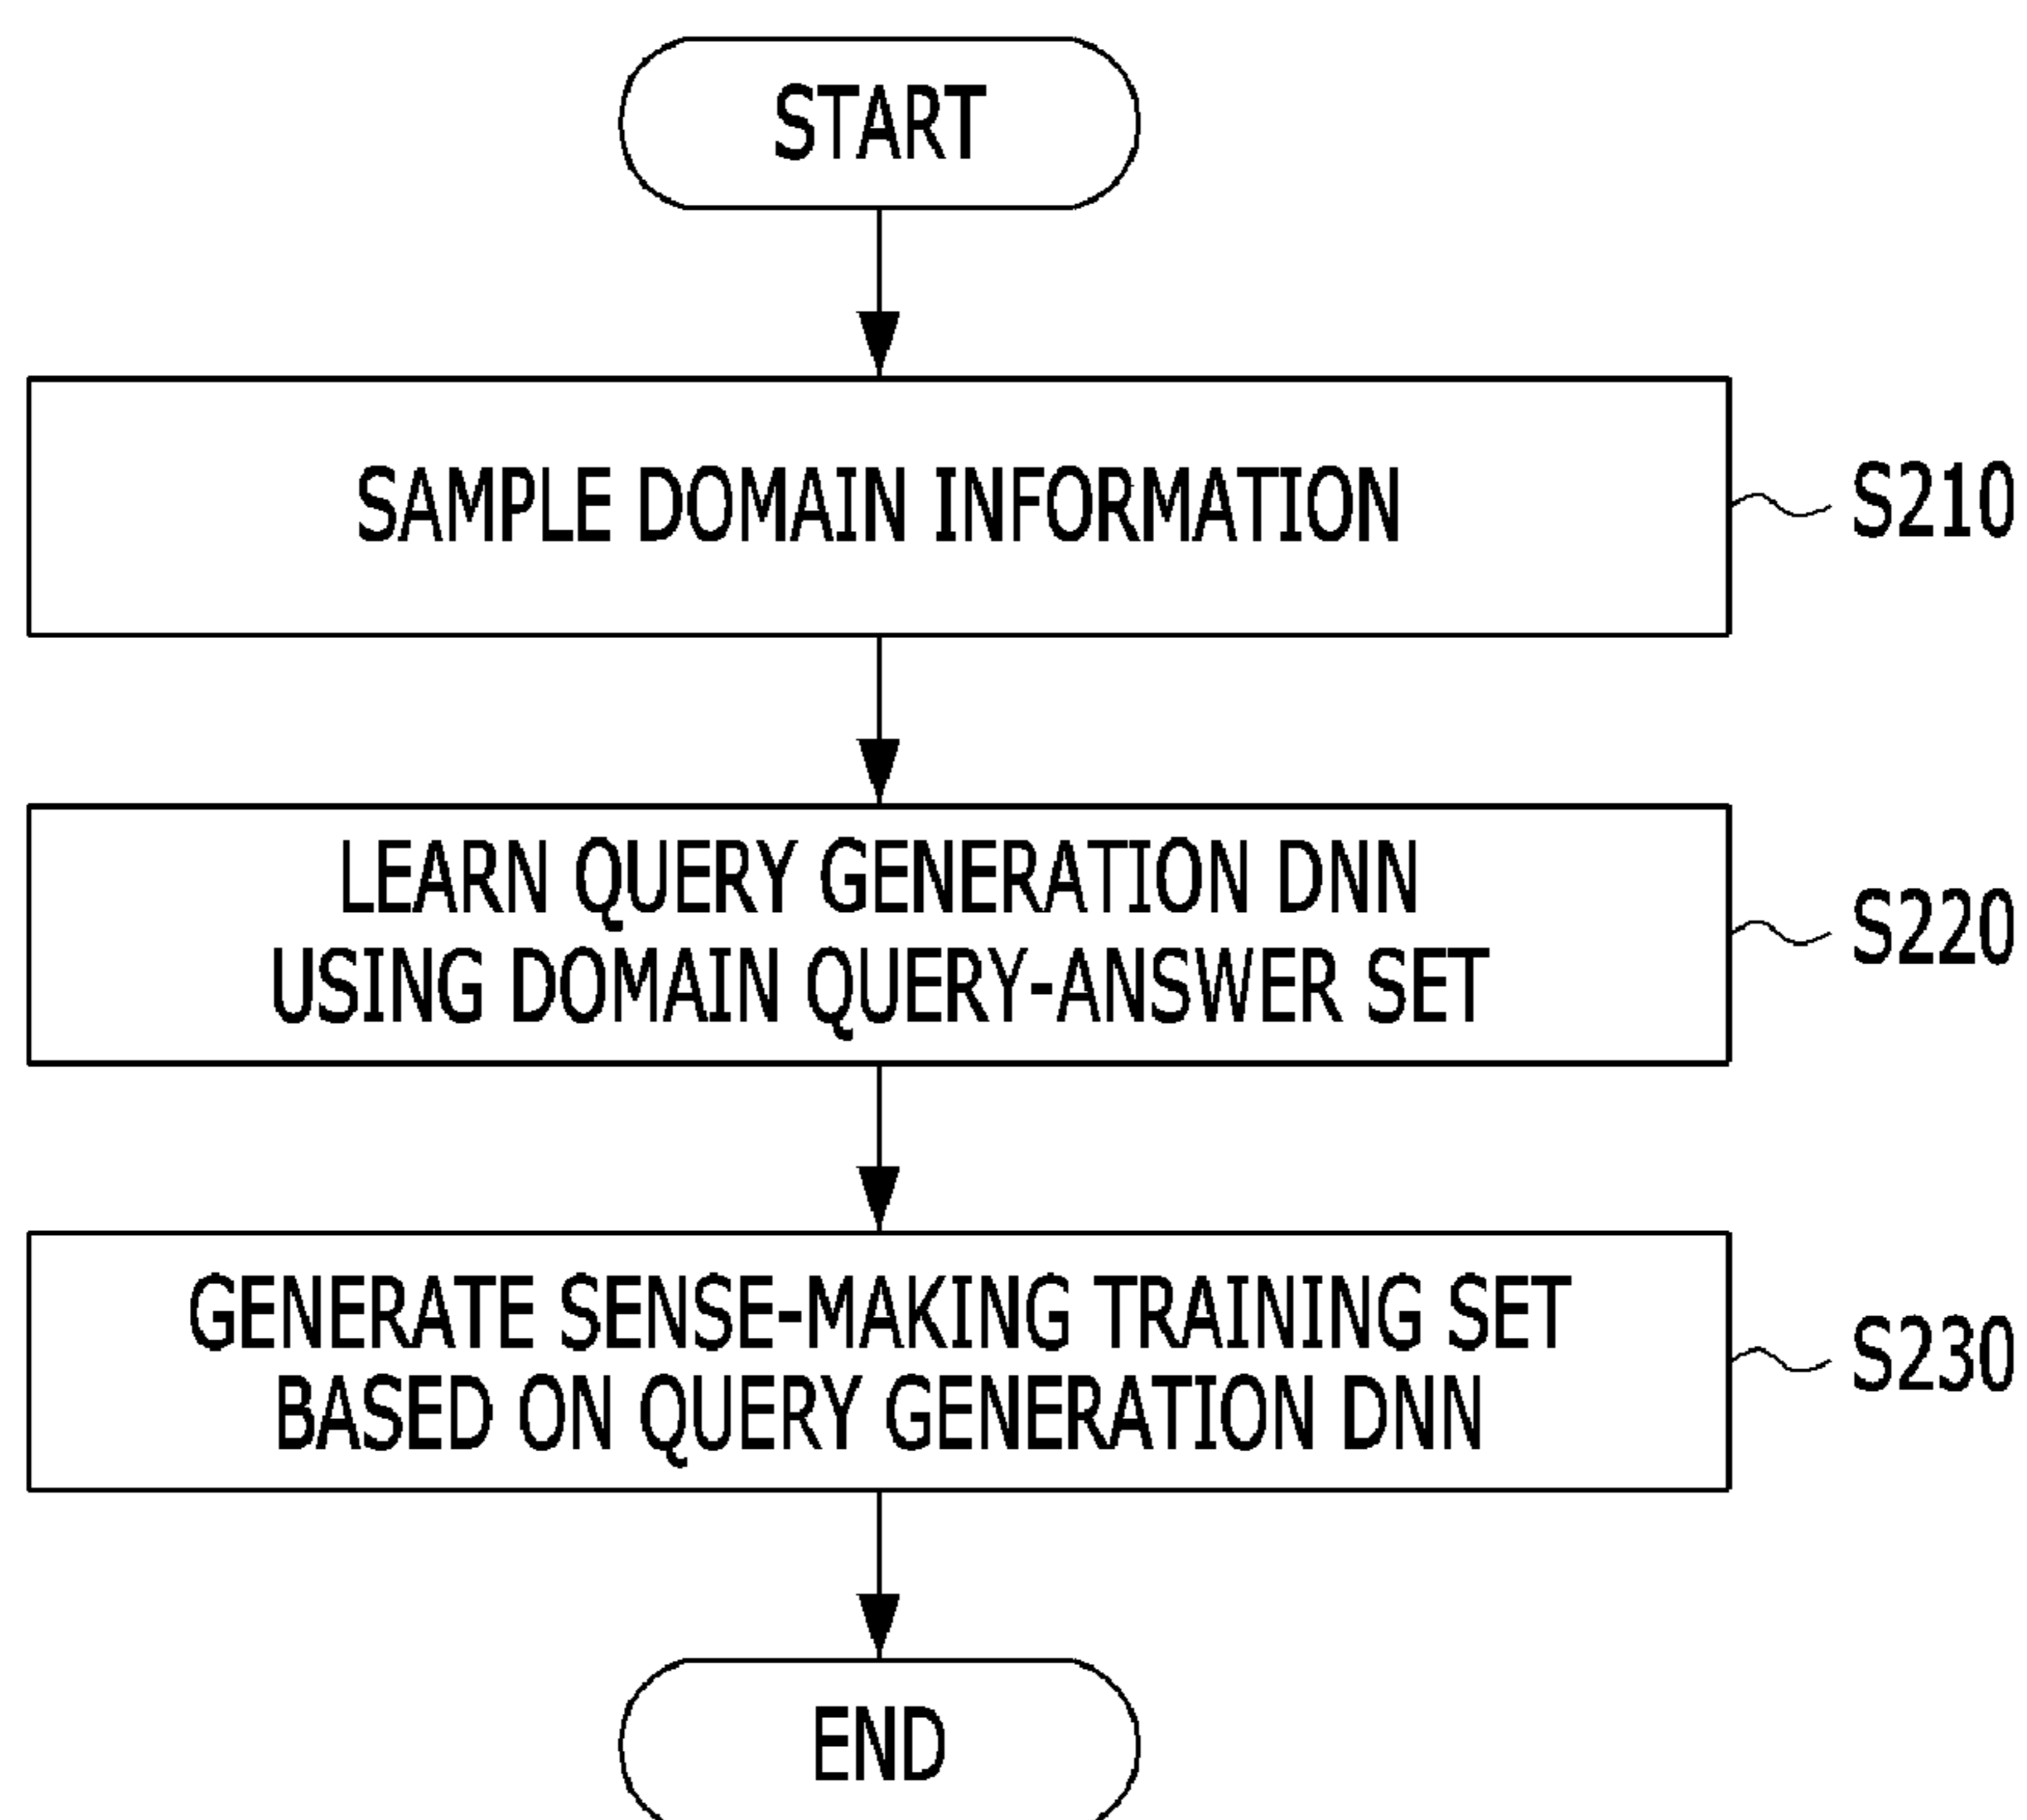 START
SAMPLE DOMAIN INFORMATION
S210
LEARN QUERY GENERATION DNN
USING DOMAIN QUERY-ANSWER SET
S220
GENERATE SENSE-MAKING TRAINING SET
BASED ON QUERY GENERATION DNN
S230
END